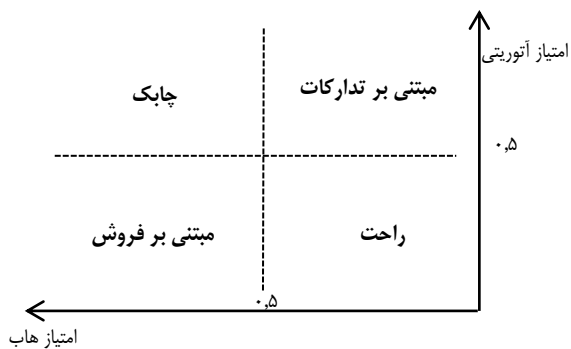 امتیاز آتوریتی
مبتنی بر تدارکات
چابک
۰,۵
راحت
مبتنی بر فروش
۰,۵
امتیاز هاب